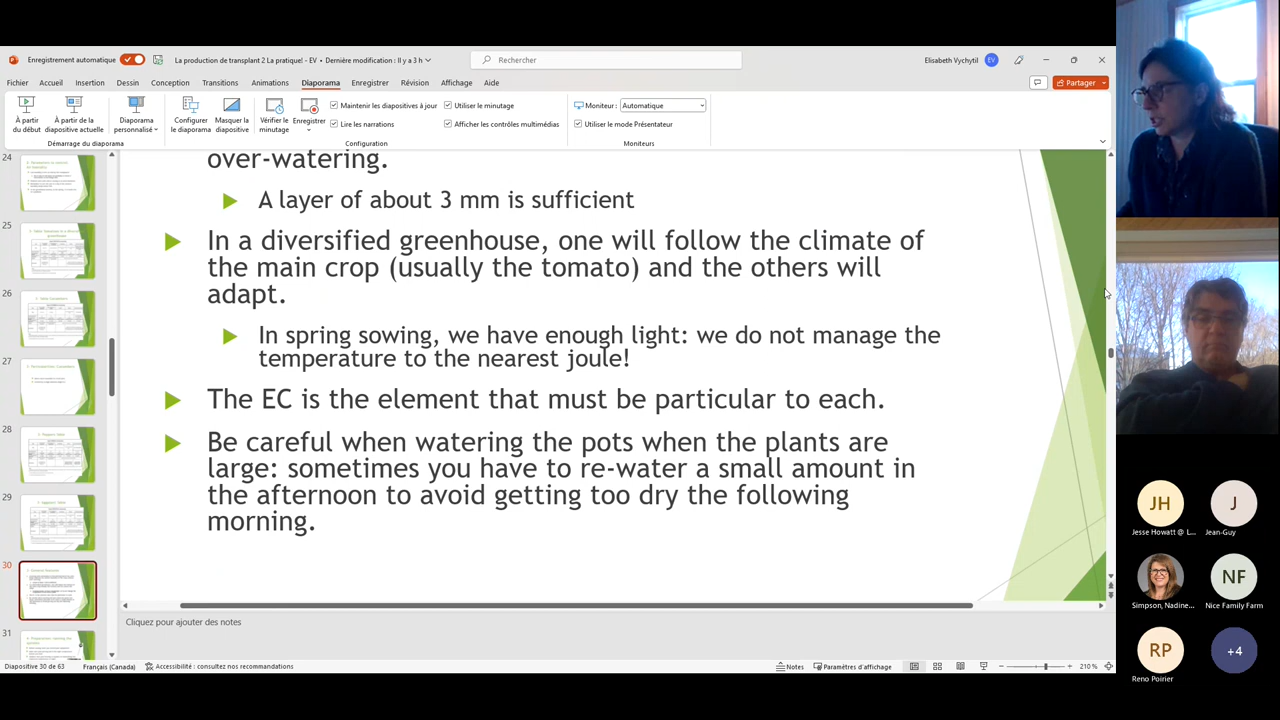 Enregistrement automatique
La production de transplant 2 La pratique! - EV • Dernière modification : Il y a 3 h
Rechercher
Elisabeth Vychytil
EV
Fichier Accueil Insertion Dessin Conception Transitions Animations Diaporama Enregistrer Révision Affichage Aide
Partager
À partir du début
À partir de la diapositive actuelle
Diaporama personnalisé
Configurer le diaporama
Masquer la diapositive
Vérifier le minutage
Enregistrer
Maintenir les diapositives à jour
Utiliser le minutage
Lire les narrations
Afficher les contrôles multimédias
Moniteur : Automatique
Utiliser le mode Présentateur
Démarrage du diaporama
Configuration
Moniteurs
24
25
26
27
28
29
30
31
over-watering.
A layer of about 3 mm is sufficient
In a diversified greenhouse, one will follow the climate of
the main crop (usually the tomato) and the others will
adapt.
In spring sowing, we have enough light: we do not manage the
temperature to the nearest joule!
The EC is the element that must be particular to each.
Be careful when watering the pots when the plants are
large: sometimes you have to re-water a small amount in
the afternoon to avoid getting too dry the following
morning.
Cliquez pour ajouter des notes
Diapositive 30 de 63
Français (Canada)
Accessibilité : consultez nos recommandations
Notes
Paramètres d'affichage
210 %
JH
Jesse Howatt @ L...
J
Jean-Guy
Simpson, Nadine...
NF
Nice Family Farm
RP
Reno Poirier
+4